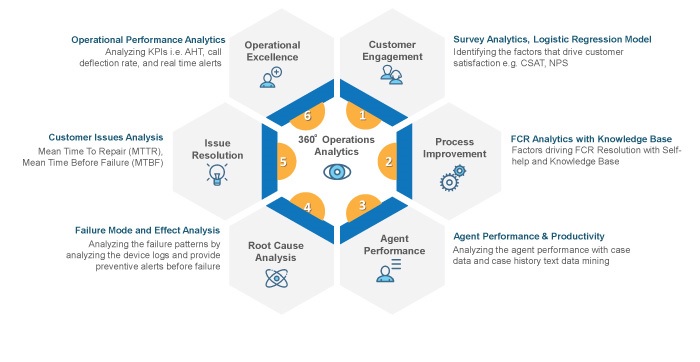 Operational Performance Analytics
Analyzing KPIs i.e. AHT, call
deflection rate, and real time alerts
Operational
Excellence
6
Customer
Engagement
1
Survey Analytics, Logistic Regression Model
Identifying the factors that drive customer
satisfaction e.g. CSAT, NPS
Customer Issues Analysis
Mean Time To Repair (MTTR),
Mean Time Before Failure (MTBF)
Issue
Resolution
5
360° Operations
Analytics
2
Process
Improvement
FCR Analytics with Knowledge Base
Factors driving FCR Resolution with Self-
help and Knowledge Base
Failure Mode and Effect Analysis
Analyzing the failure patterns by
analyzing the device logs and provide
preventive alerts before failure
4
Root Cause
Analysis
3
Agent
Performance
Agent Performance & Productivity
Analyzing the agent performance with case
data and case history text data mining